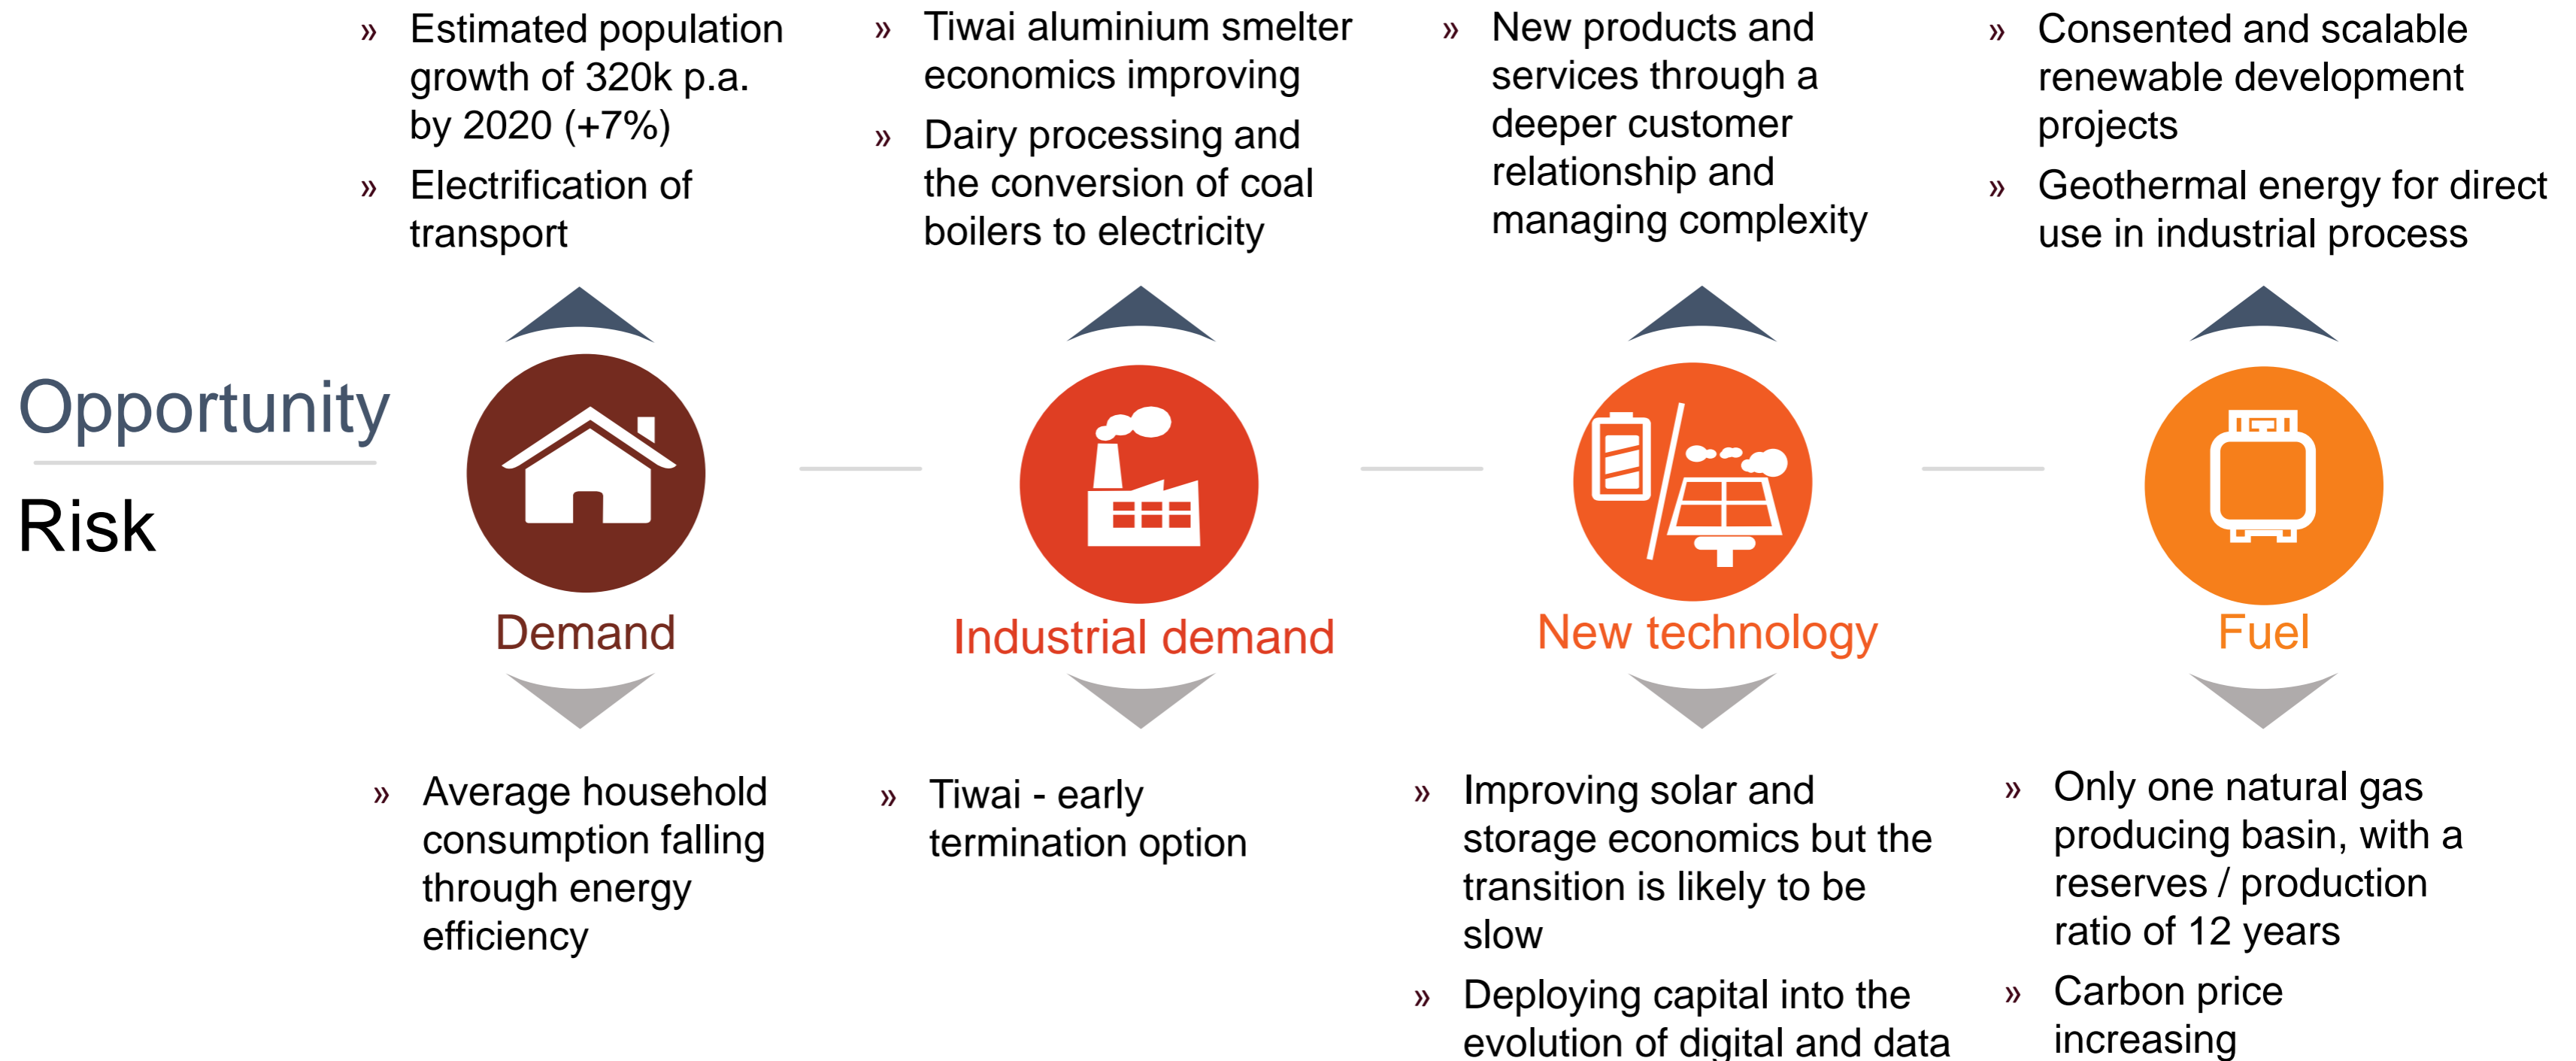 » Estimated population
growth of 320k p.a.
by 2020 (+7%)
» Electrification of
transport
» Tiwai aluminium smelter
economics improving
» Dairy processing and
the conversion of coal
boilers to electricity
» New products and
services through a
deeper customer
relationship and
managing complexity
» Consented and scalable
renewable development
projects
» Geothermal energy for direct
use in industrial process
Opportunity
Risk
Demand
Industrial demand
New technology
Fuel
» Average household
consumption falling
through energy
efficiency
» Tiwai - early
termination option
» Improving solar and
storage economics but the
transition is likely to be
slow
» Deploying capital into the
evolution of digital and data
» Only one natural gas
producing basin, with a
reserves / production
ratio of 12 years
» Carbon price
increasing